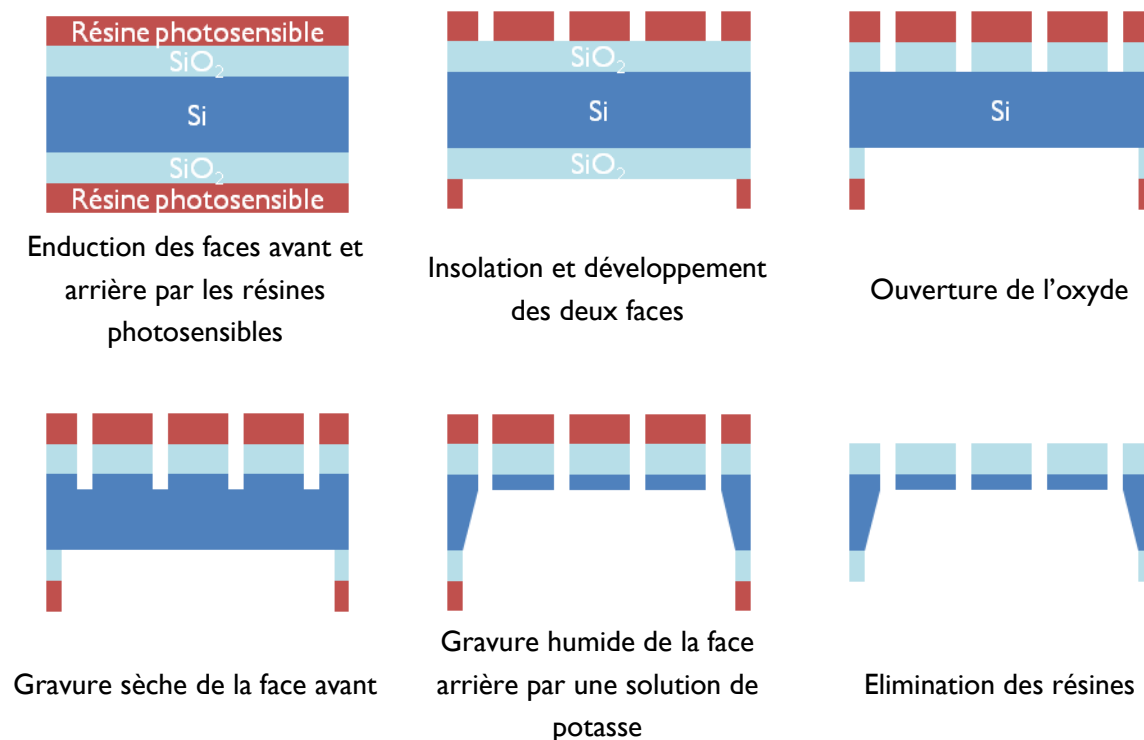 Résine photosensible
SiO₂
Si
SiO₂
Résine photosensible
Enduction des faces avant et
arrière par les résines
photosensibles
SiO₂
Si
SiO₂
Insolation et développement
des deux faces
Si
Ouverture de l’oxyde
Gravure sèche de la face avant
Gravure humide de la face
arrière par une solution de
potasse
Elimination des résines